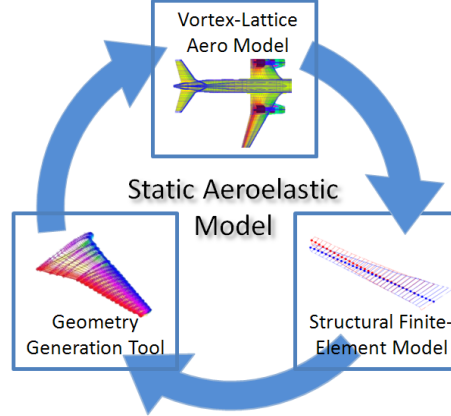 Vortex-Lattice
Aero Model
Static Aeroelastic
Model
Geometry
Generation Tool
Structural Finite-
Element Model